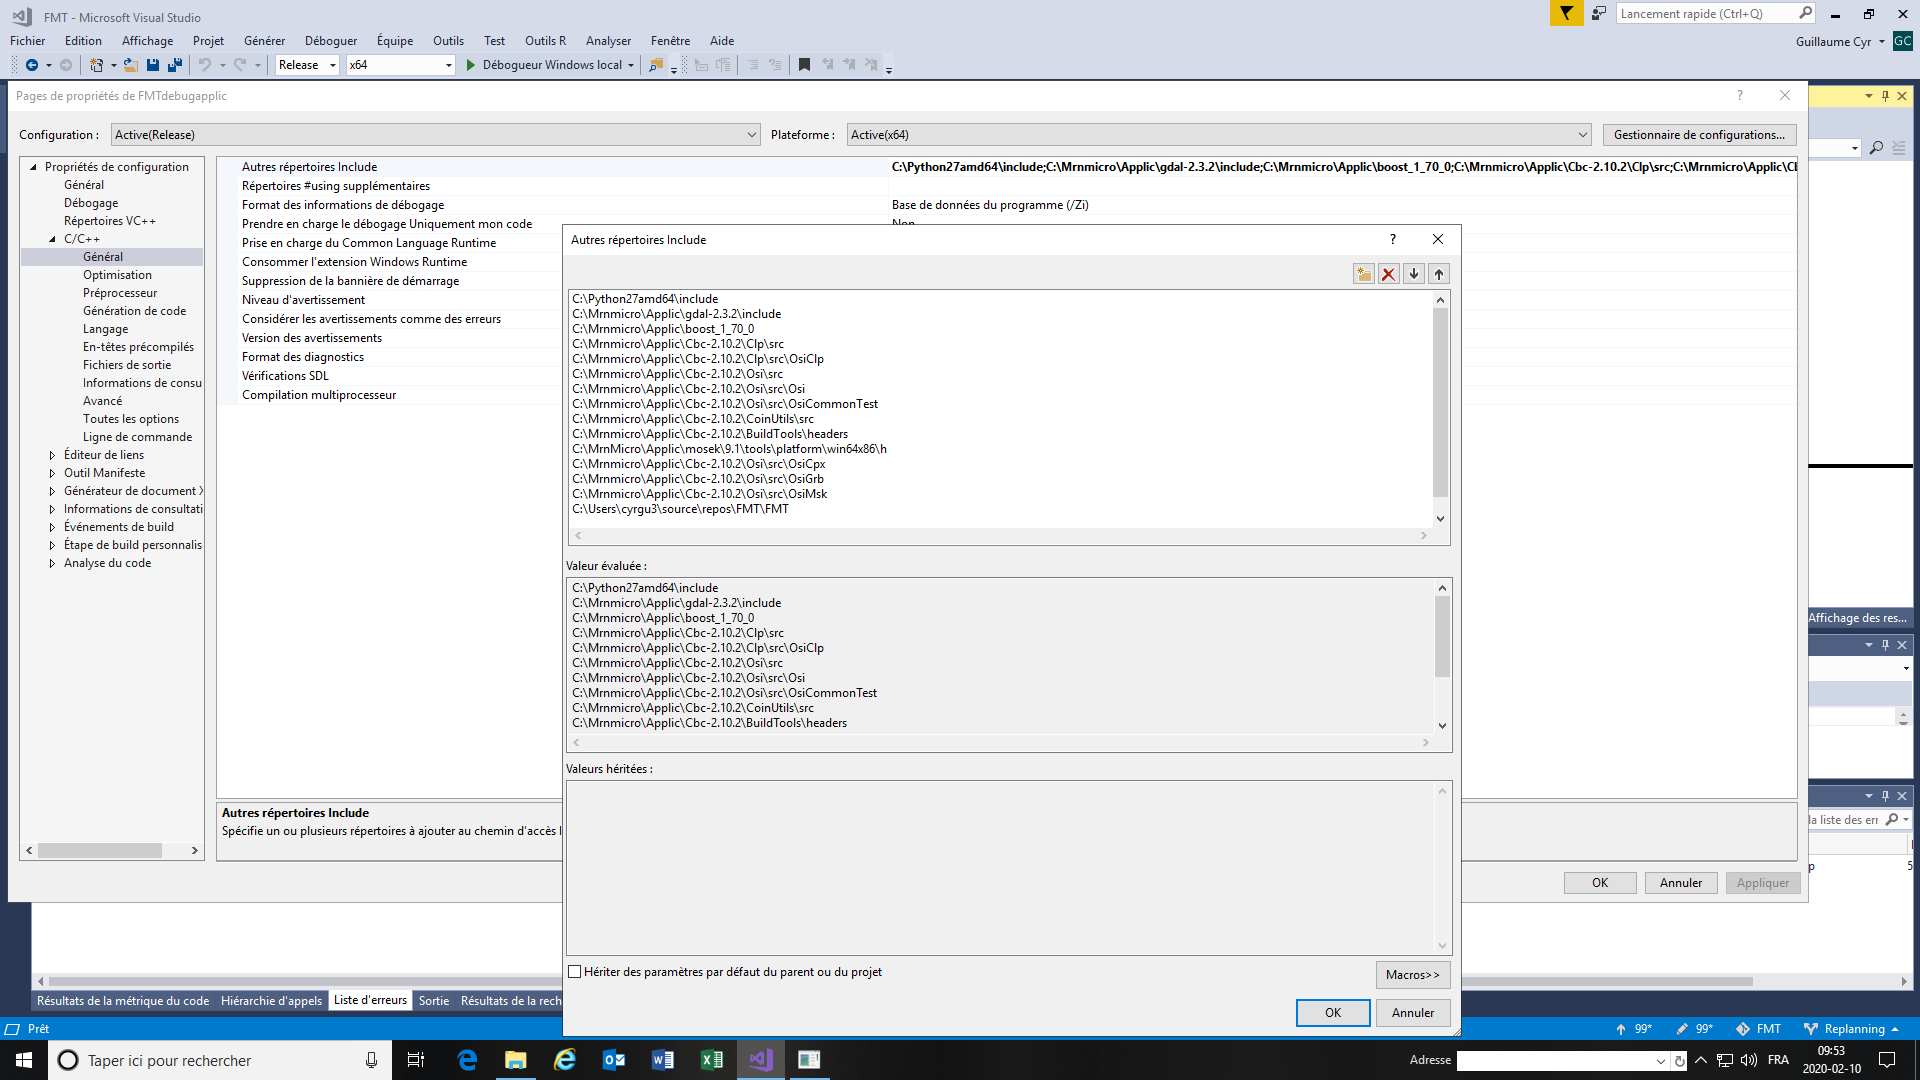 FMT - Microsoft Visual Studio
Lancement rapide (Ctrl+Q)
Fichier Edition Affichage Projet Générer Déboguer Équipe Outils Test Outils R Analyser Fenêtre Aide
Guillaume Cyr GC
Release x64 Débogueur Windows local
Pages de propriétés de FMTdebugapplic
Configuration : Active(Release) Plateforme : Active(x64) Gestionnaire de configurations...
Propriétés de configuration
Général
Débogage
Répertoires VC++
C/C++
Général
Optimisation
Préprocesseur
Génération de code
Langage
En-têtes précompilés
Fichiers de sortie
Informations de consu
Avancé
Toutes les options
Ligne de commande
Éditeur de liens
Outil Manifeste
Générateur de document X
Informations de consultati
Événements de build
Étape de build personnalis
Analyse du code
Autres répertoires Include C:\Python27amd64\include;C:\Mrnmicro\Applic\gdal-2.3.2\include;C:\Mrnmicro\Applic\boost_1_70_0;C:\Mrnmicro\Applic\Cbc-2.10.2\Clp\src;C:\Mrnmicro\Applic\Cl
Répertoires #using supplémentaires
Format des informations de débogage Base de données du programme (/Zi)
Prendre en charge le débogage Uniquement mon code Non
Prise en charge du Common Language Runtime
Consommer l'extension Windows Runtime
Suppression de la bannière de démarrage
Niveau d'avertissement
Considérer les avertissements comme des erreurs
Version des avertissements
Format des diagnostics
Vérifications SDL
Compilation multiprocesseur
Autres répertoires Include
Spécifie un ou plusieurs répertoires à ajouter au chemin d'accès l
Autres répertoires Include
C:\Python27amd64\include
C:\Mrnmicro\Applic\gdal-2.3.2\include
C:\Mrnmicro\Applic\boost_1_70_0
C:\Mrnmicro\Applic\Cbc-2.10.2\Clp\src
C:\Mrnmicro\Applic\Cbc-2.10.2\Clp\src\OsiClp
C:\Mrnmicro\Applic\Cbc-2.10.2\Osi\src
C:\Mrnmicro\Applic\Cbc-2.10.2\Osi\src\Osi
C:\Mrnmicro\Applic\Cbc-2.10.2\Osi\src\OsiCommonTest
C:\Mrnmicro\Applic\Cbc-2.10.2\CoinUtils\src
C:\Mrnmicro\Applic\Cbc-2.10.2\BuildTools\headers
C:\MrnMicro\Applic\mosek\9.1\tools\platform\win64x86\h
C:\Mrnmicro\Applic\Cbc-2.10.2\Osi\src\OsiCpx
C:\Mrnmicro\Applic\Cbc-2.10.2\Osi\src\OsiGrb
C:\Mrnmicro\Applic\Cbc-2.10.2\Osi\src\OsiMsk
C:\Users\cyrgu3\source\repos\FMT\FMT
Valeur évaluée :
C:\Python27amd64\include
C:\Mrnmicro\Applic\gdal-2.3.2\include
C:\Mrnmicro\Applic\boost_1_70_0
C:\Mrnmicro\Applic\Cbc-2.10.2\Clp\src
C:\Mrnmicro\Applic\Cbc-2.10.2\Clp\src\OsiClp
C:\Mrnmicro\Applic\Cbc-2.10.2\Osi\src
C:\Mrnmicro\Applic\Cbc-2.10.2\Osi\src\Osi
C:\Mrnmicro\Applic\Cbc-2.10.2\Osi\src\OsiCommonTest
C:\Mrnmicro\Applic\Cbc-2.10.2\CoinUtils\src
C:\Mrnmicro\Applic\Cbc-2.10.2\BuildTools\headers
Valeurs héritées :
Hériter des paramètres par défaut du parent ou du projet
Macros>>
OK Annuler
Affichage des res...
la liste des err
p 5
OK Annuler Appliquer
Résultats de la métrique du code Hiérarchie d'appels Liste d'erreurs Sortie Résultats de la rech
Prêt 99* 99* FMT Replanning
Taper ici pour rechercher
Adresse FRA
09:53
2020-02-10